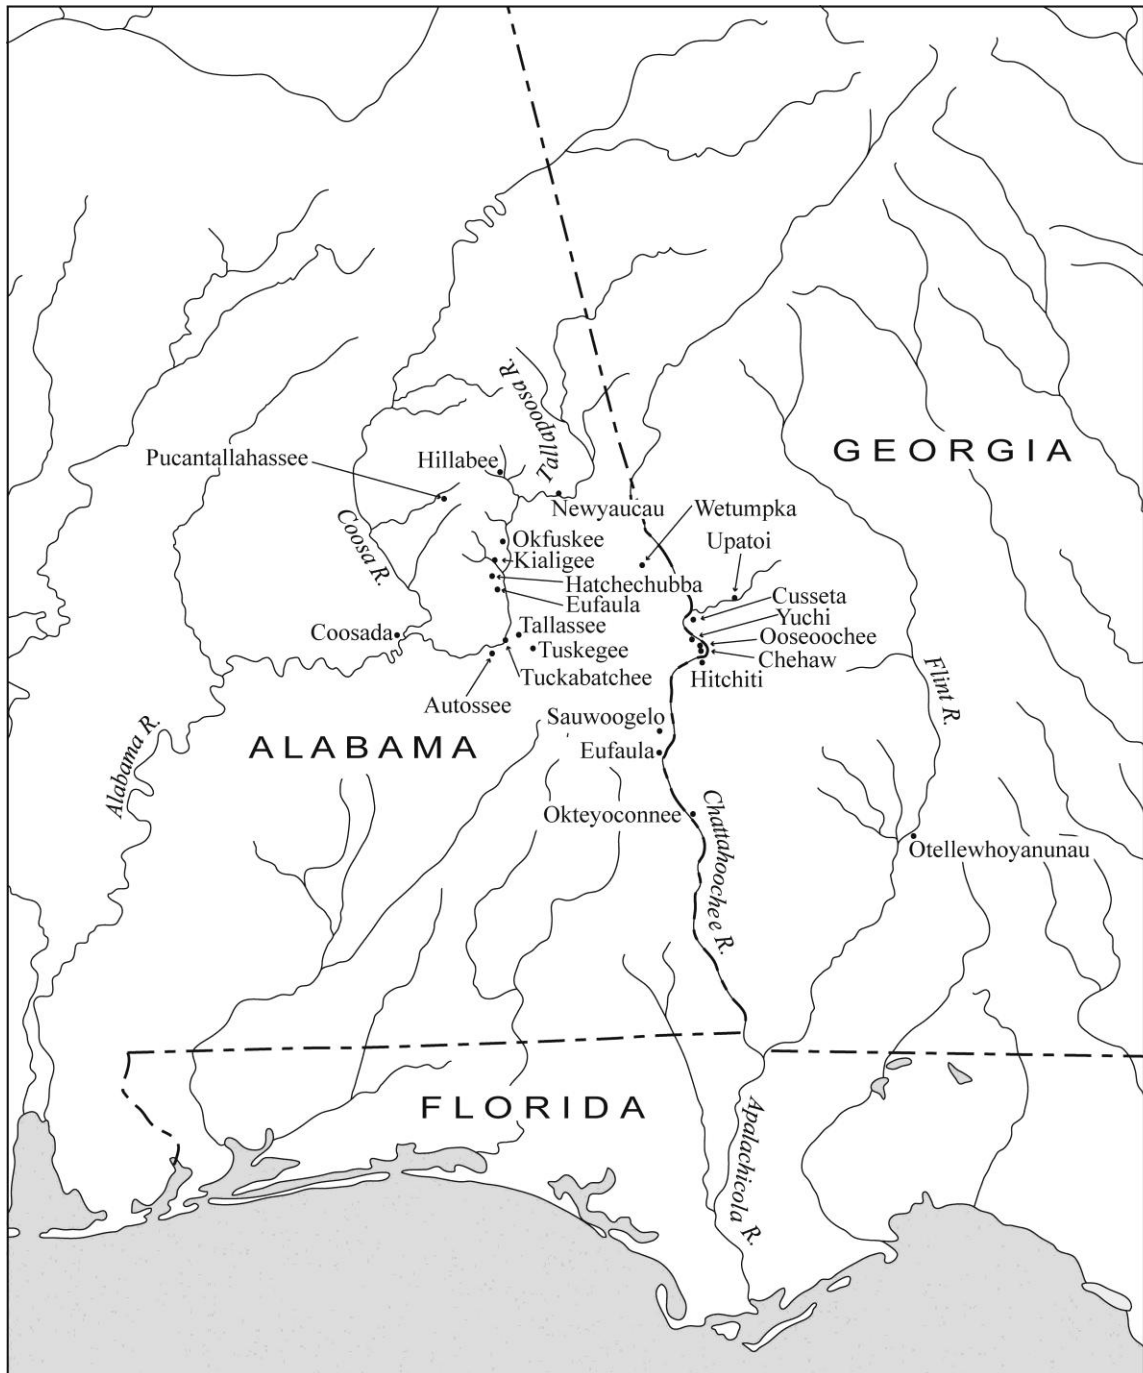 Tallapoosa R.
GEORGIA
Pucantallahassee
Hillabee
Newyaucau
Wetumpka
Coosa R.
Okfuskee
Upatoi
Kialigee
Hatchechubba
Eufaula
Cusseta
Yuchi
Coosada
Tallassee
Ooseoochee
Tuskegee
Chehaw
Tuckabatchee
Hitchiti
Autossee
Flint R.
Sauwoogelo
ALABAMA
Eufaula
Alabama R.
Okteyoconnee
Chattahoochee R.
Otellewhoyanunau
FLORIDA
Apalachicola R.